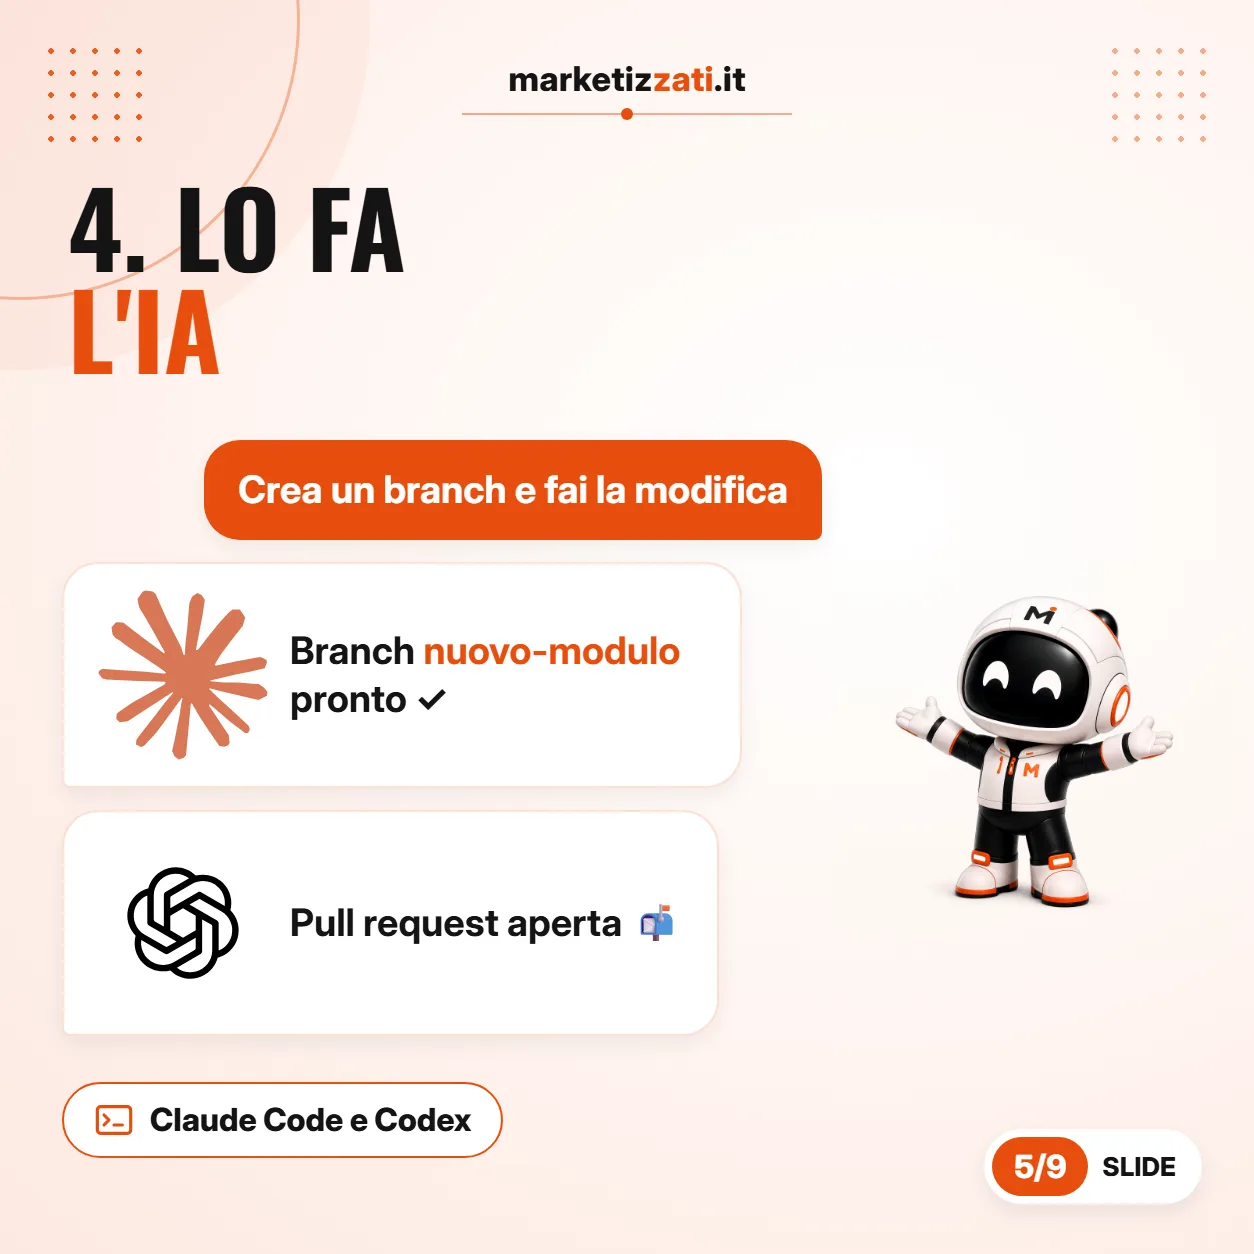 marketizzati.it
4. LO FA
L'IA
Crea un branch e fai la modifica
Branch nuovo-modulo
pronto ✓
Pull request aperta 📬
Claude Code e Codex
M
M
5/9 SLIDE